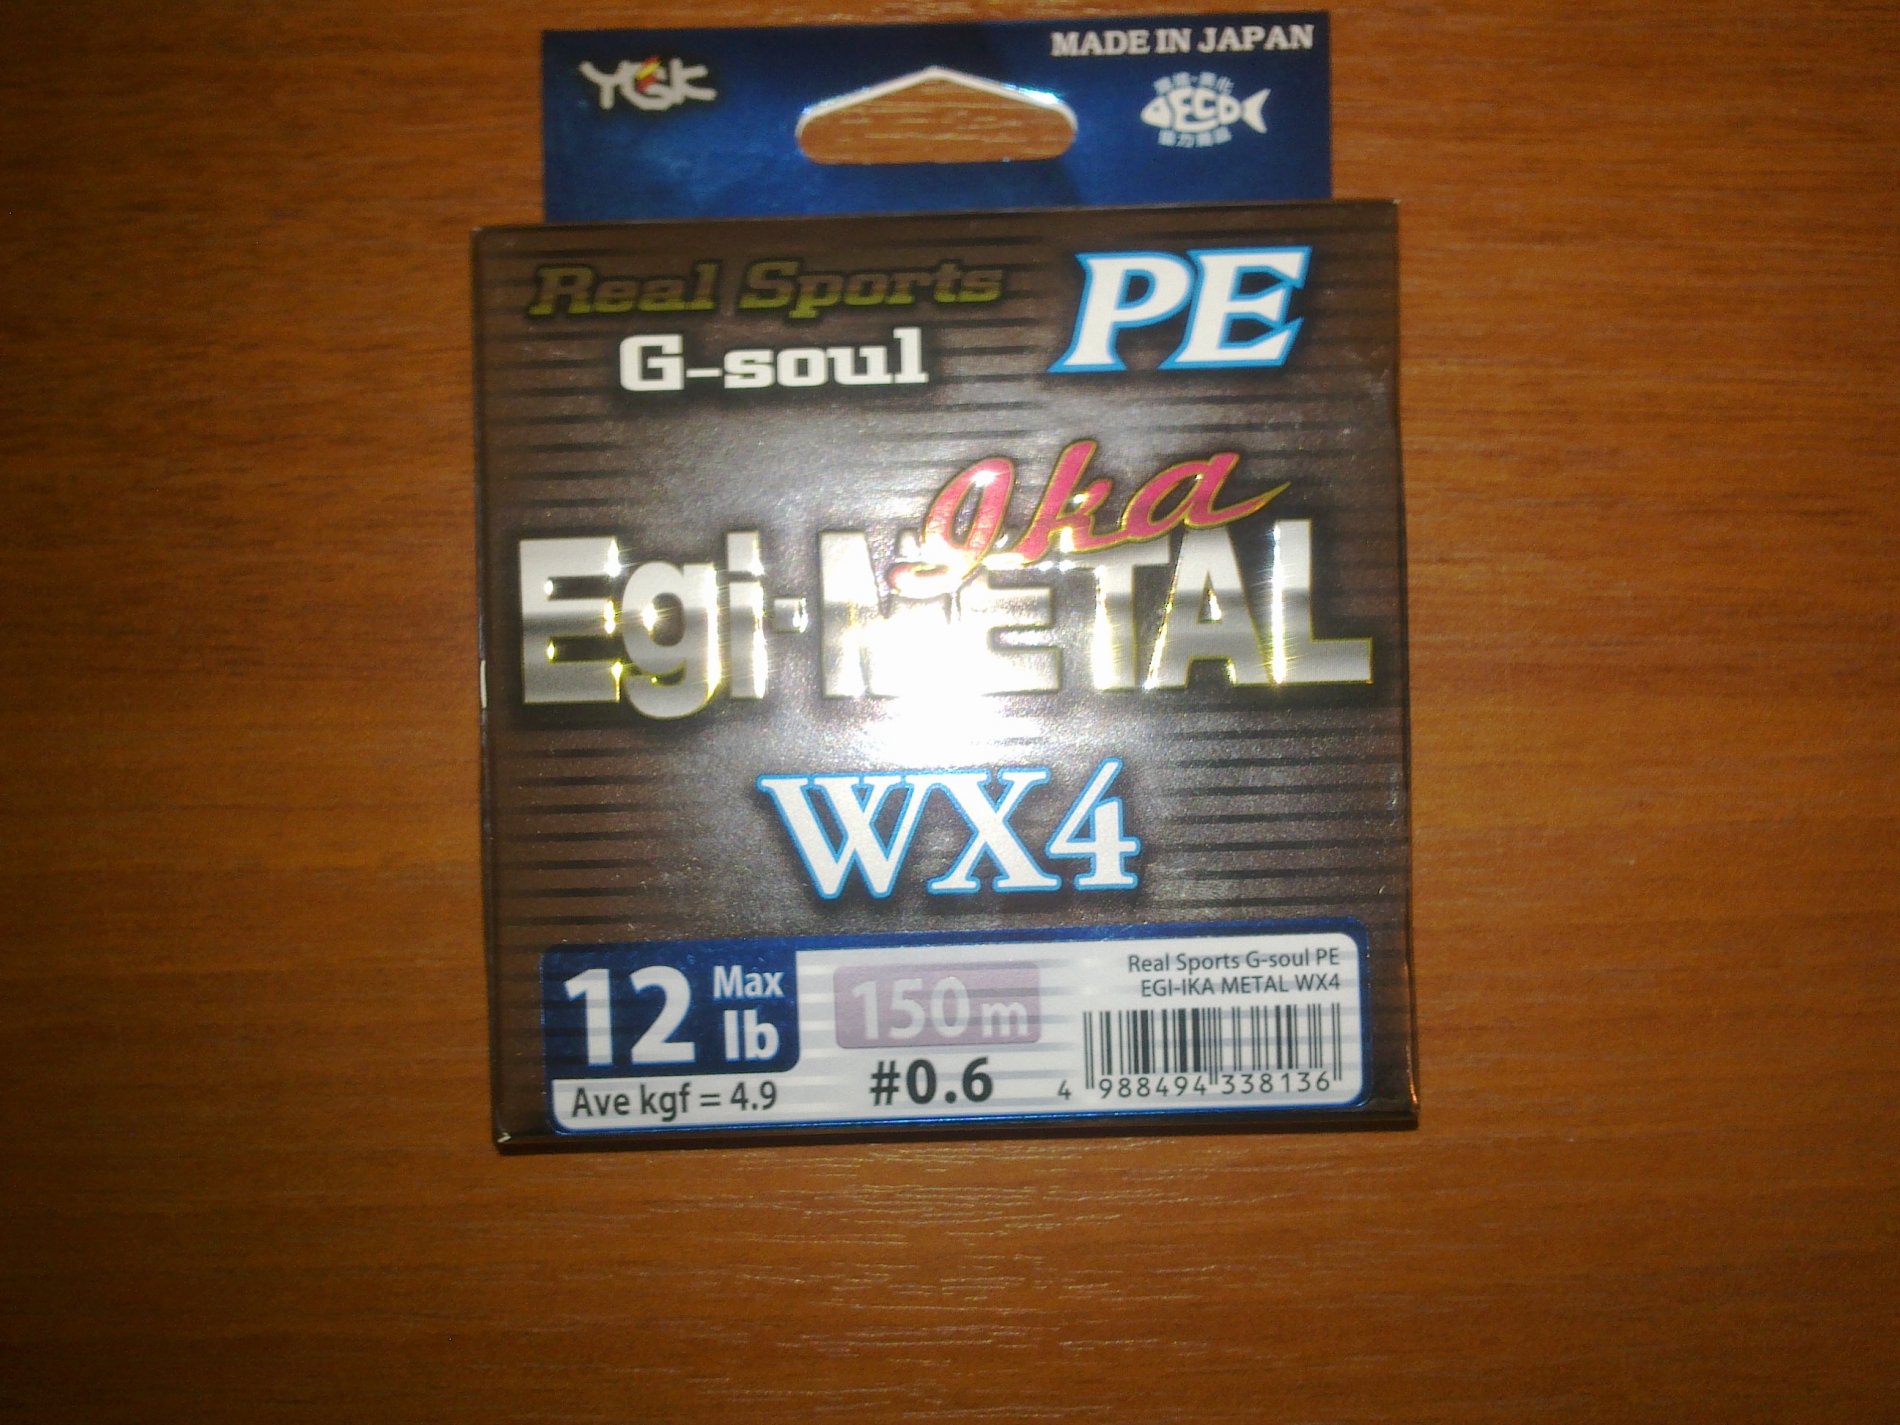 YGK
MADE IN JAPAN
DECO
Real Sports
G-soul
PE
Ika
Egi-METAL
WX4
12 Max lb
Ave kgf = 4.9
150m
#0.6
Real Sports G-soul PE
EGI-IKA METAL WX4
4 988494 338136